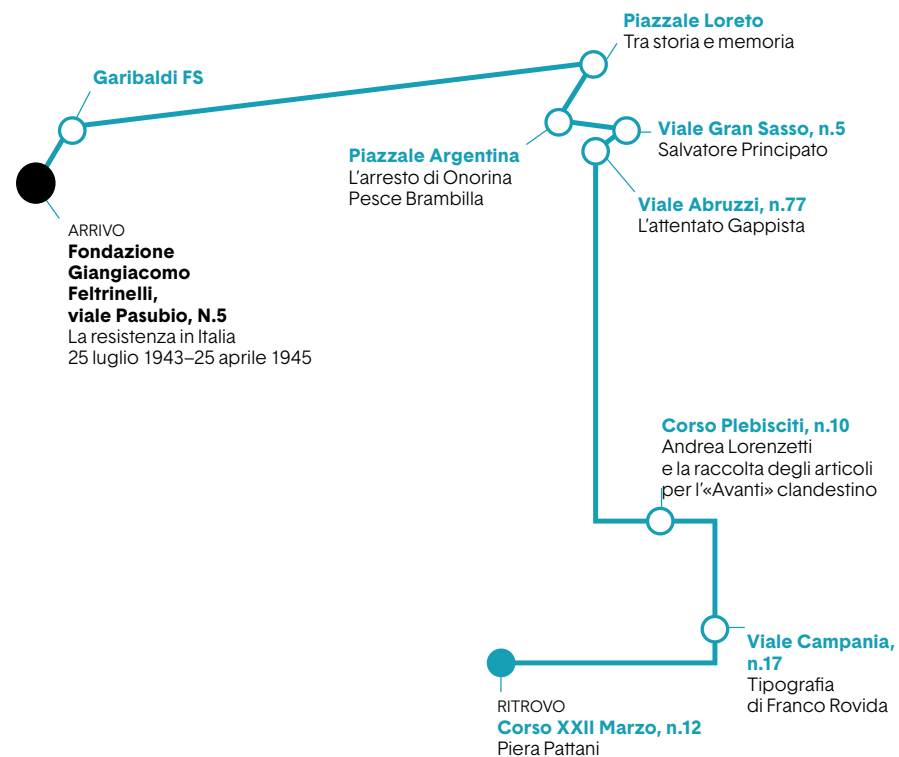 Piazzale Loreto
Tra storia e memoria
Garibaldi FS
Viale Gran Sasso, n.5
Salvatore Principato
Piazzale Argentina
L'arresto di Onorina
Pesce Brambilla
Viale Abruzzi, n.77
L'attentato Gappista
ARRIVO
Fondazione
Giangiacomo
Feltrinelli,
viale Pasubio, N.5
La resistenza in Italia
25 luglio 1943–25 aprile 1945
Corso Plebisciti, n.10
Andrea Lorenzetti
e la raccolta degli articoli
per l'«Avanti» clandestino
Viale Campania,
n.17
Tipografia
di Franco Rovida
RITROVO
Corso XXII Marzo, n.12
Piera Pattani